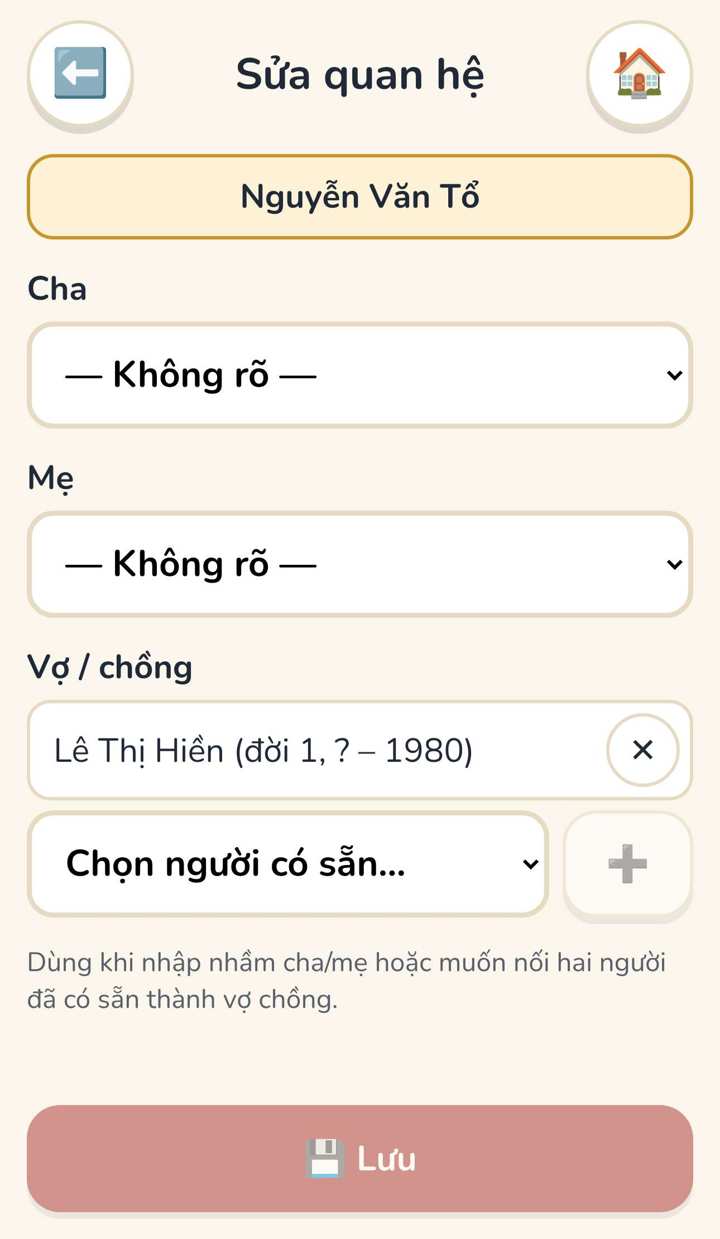 Sửa quan hệ
Nguyễn Văn Tổ
Cha
— Không rõ —
Mẹ
— Không rõ —
Vợ / chồng
Lê Thị Hiền (đời 1, ? – 1980)
Chọn người có sẵn...
Dùng khi nhập nhầm cha/mẹ hoặc muốn nối hai người
đã có sẵn thành vợ chồng.
Lưu